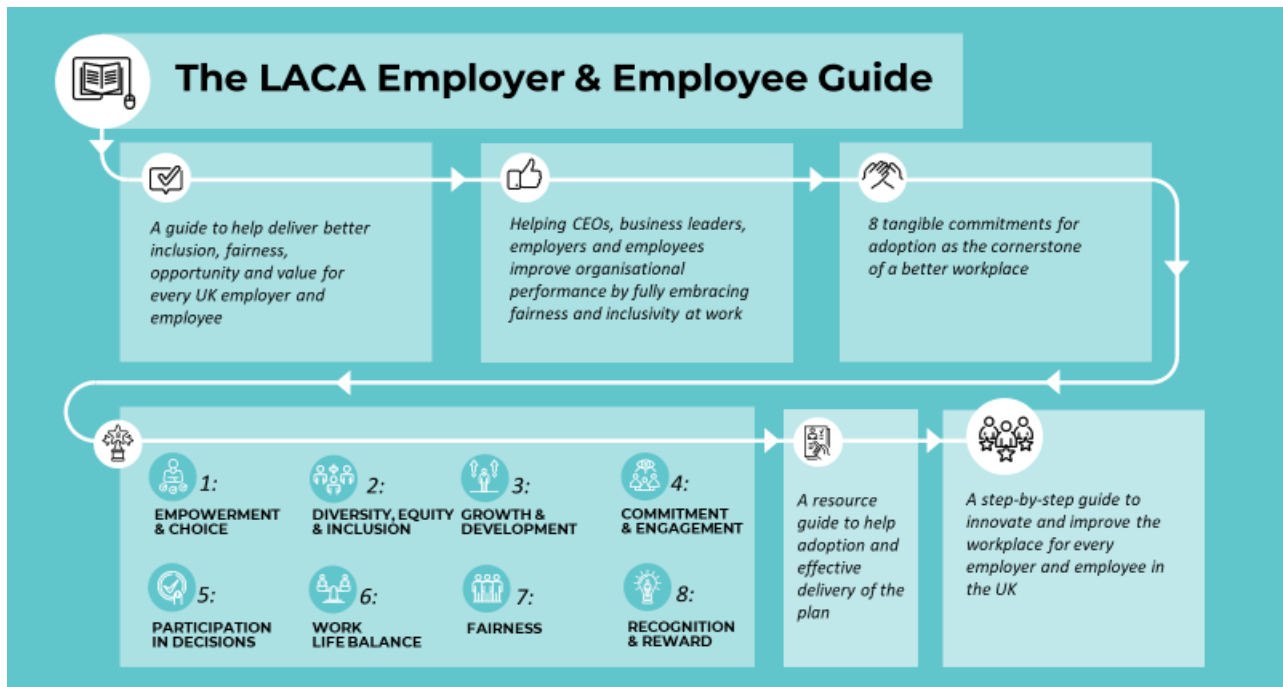 The LACA Employer & Employee Guide
A guide to help deliver better
inclusion, fairness,
opportunity and value for
every UK employer and
employee
Helping CEOs, business leaders,
employers and employees
improve organisational
performance by fully embracing
fairness and inclusivity at work
8 tangible commitments for
adoption as the cornerstone
of a better workplace
1:
EMPOWERMENT
& CHOICE
2:
DIVERSITY, EQUITY
& INCLUSION
3:
GROWTH &
DEVELOPMENT
4:
COMMITMENT
& ENGAGEMENT
5:
PARTICIPATION
IN DECISIONS
6:
WORK
LIFE BALANCE
7:
FAIRNESS
8:
RECOGNITION
& REWARD
A resource
guide to help
adoption and
effective
delivery of the
plan
A step-by-step guide to
innovate and improve the
workplace for every
employer and employee in
the UK